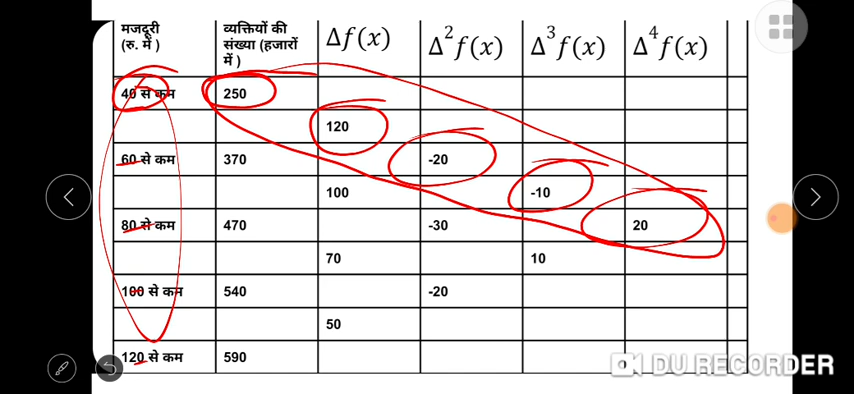 मजदूरी (रु. में ) व्यक्तियों की संख्या (हजारों में ) Δf(x) Δ²f(x) Δ³f(x) Δ⁴f(x)
40 से कम 250
120
60 से कम 370 -20
100 -10
80 से कम 470 -30 20
70 10
100 से कम 540 -20
50
120 से कम 590
DU RECORDER